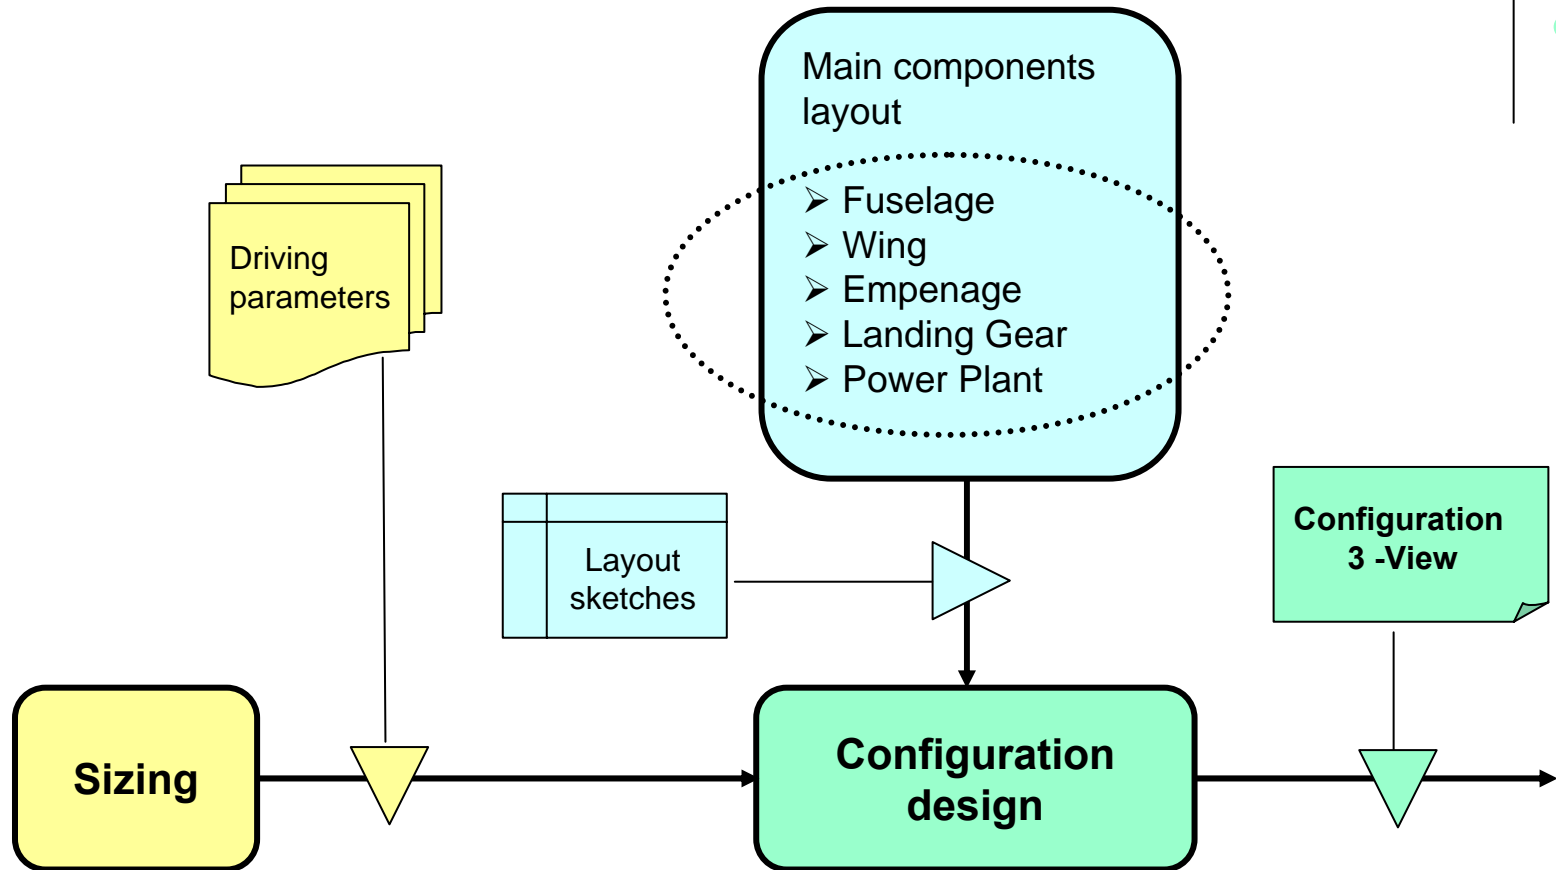 Main components
layout
➢ Fuselage
➢ Wing
➢ Empenage
➢ Landing Gear
➢ Power Plant
Driving
parameters
Layout
sketches
Configuration
3 -View
Sizing
Configuration
design